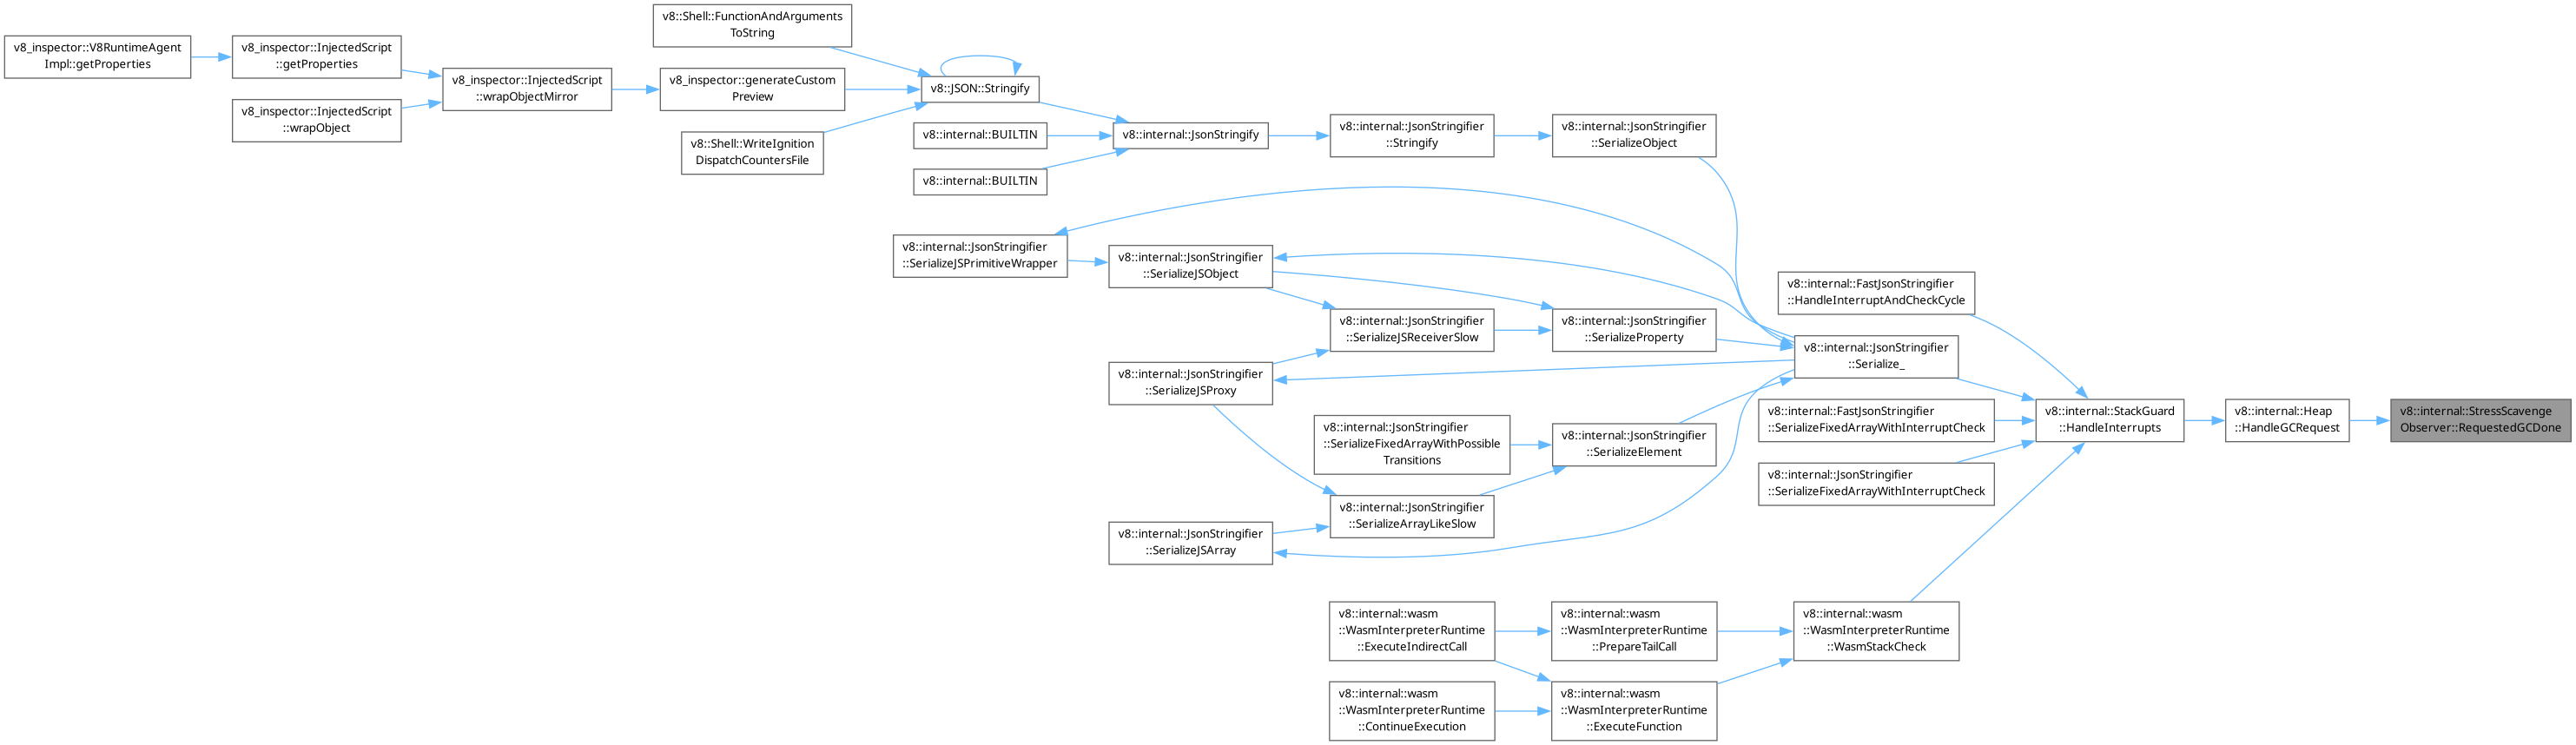 v8::Shell::FunctionAndArguments
ToString
v8_inspector::V8RuntimeAgent
Impl::getProperties
v8_inspector::InjectedScript
::getProperties
v8_inspector::InjectedScript
::wrapObject
v8_inspector::InjectedScript
::wrapObjectMirror
v8_inspector::generateCustom
Preview
v8::JSON::Stringify
v8::Shell::WriteIgnition
DispatchCountersFile
v8::internal::BUILTIN
v8::internal::BUILTIN
v8::internal::JsonStringify
v8::internal::JsonStringifier
::Stringify
v8::internal::JsonStringifier
::SerializeObject
v8::internal::JsonStringifier
::SerializeJSPrimitiveWrapper
v8::internal::JsonStringifier
::SerializeJSObject
v8::internal::JsonStringifier
::SerializeJSReceiverSlow
v8::internal::JsonStringifier
::SerializeProperty
v8::internal::JsonStringifier
::SerializeJSProxy
v8::internal::JsonStringifier
::SerializeFixedArrayWithPossible
Transitions
v8::internal::JsonStringifier
::SerializeElement
v8::internal::JsonStringifier
::SerializeArrayLikeSlow
v8::internal::JsonStringifier
::SerializeJSArray
v8::internal::FastJsonStringifier
::HandleInterruptAndCheckCycle
v8::internal::JsonStringifier
::Serialize_
v8::internal::FastJsonStringifier
::SerializeFixedArrayWithInterruptCheck
v8::internal::JsonStringifier
::SerializeFixedArrayWithInterruptCheck
v8::internal::StackGuard
::HandleInterrupts
v8::internal::Heap
::HandleGCRequest
v8::internal::StressScavenge
Observer::RequestedGCDone
v8::internal::wasm
::WasmInterpreterRuntime
::ExecuteIndirectCall
v8::internal::wasm
::WasmInterpreterRuntime
::PrepareTailCall
v8::internal::wasm
::WasmInterpreterRuntime
::WasmStackCheck
v8::internal::wasm
::WasmInterpreterRuntime
::ContinueExecution
v8::internal::wasm
::WasmInterpreterRuntime
::ExecuteFunction